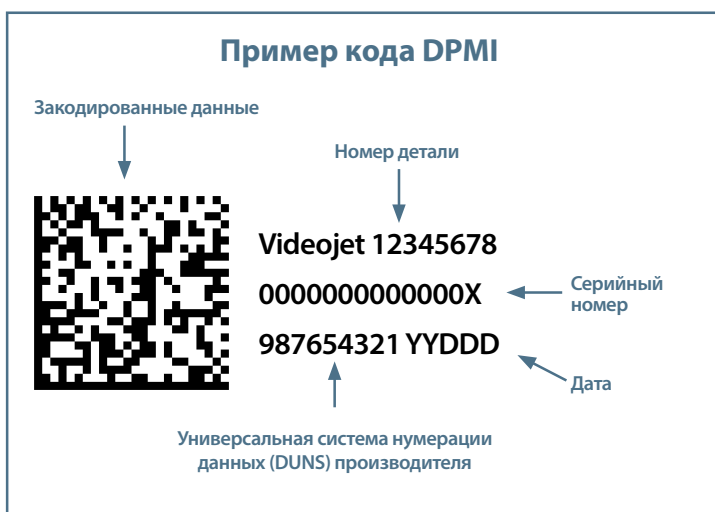 Пример кода DPMI
Закодированные данные
Номер детали
Videojet 12345678
0000000000000X
Серийный
номер
987654321 YYDDD
Дата
Универсальная система нумерации
данных (DUNS) производителя